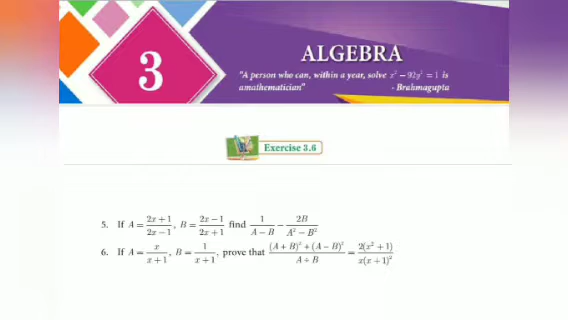 3
ALGEBRA
"A person who can, within a year, solve x² − 92y² = 1 is
amathematician"
- Brahmagupta
Exercise 3.6
5. If A = (2x + 1)/(2x − 1), B = (2x − 1)/(2x + 1) find 1/(A − B) − 2B/(A² − B²)
6. If A = x/(x + 1), B = 1/(x + 1), prove that ((A + B)² + (A − B)²)/(A ÷ B) = 2(x² + 1)/(x(x + 1)²)